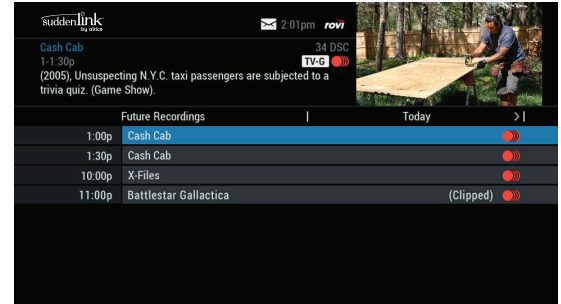 suddenlink
by altice
2:01pm rovi
Cash Cab 34 DSC
1-1:30p TV-G
(2005), Unsuspecting N.Y.C. taxi passengers are subjected to a
trivia quiz. (Game Show).
Future Recordings | Today >|
1:00p Cash Cab
1:30p Cash Cab
10:00p X-Files
11:00p Battlestar Gallactica (Clipped)